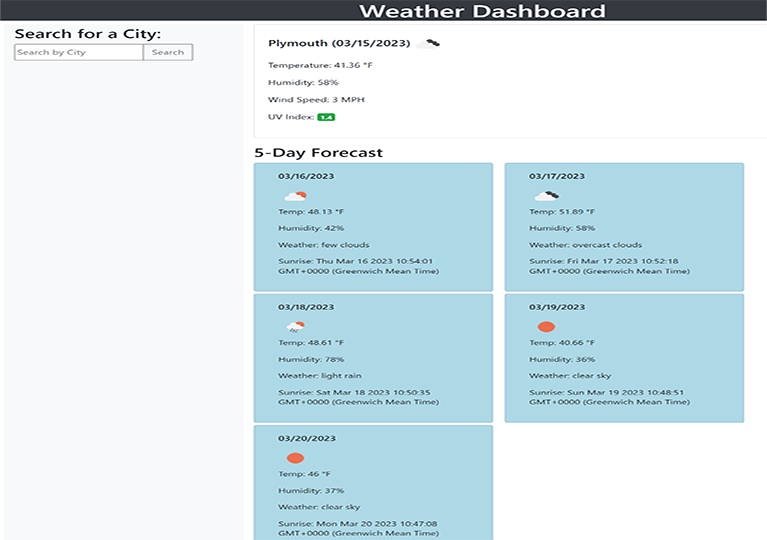 Weather Dashboard
Search for a City:
Search by City
Search
Plymouth (03/15/2023)
Temperature: 41.36 °F
Humidity: 58%
Wind Speed: 3 MPH
UV Index: 1.4
5-Day Forecast
03/16/2023
Temp: 48.13 °F
Humidity: 42%
Weather: few clouds
Sunrise: Thu Mar 16 2023 10:54:01
GMT+0000 (Greenwich Mean Time)
03/17/2023
Temp: 51.89 °F
Humidity: 58%
Weather: overcast clouds
Sunrise: Fri Mar 17 2023 10:52:18
GMT+0000 (Greenwich Mean Time)
03/18/2023
Temp: 48.61 °F
Humidity: 78%
Weather: light rain
Sunrise: Sat Mar 18 2023 10:50:35
GMT+0000 (Greenwich Mean Time)
03/19/2023
Temp: 40.66 °F
Humidity: 36%
Weather: clear sky
Sunrise: Sun Mar 19 2023 10:48:51
GMT+0000 (Greenwich Mean Time)
03/20/2023
Temp: 46 °F
Humidity: 37%
Weather: clear sky
Sunrise: Mon Mar 20 2023 10:47:08
GMT+0000 (Greenwich Mean Time)